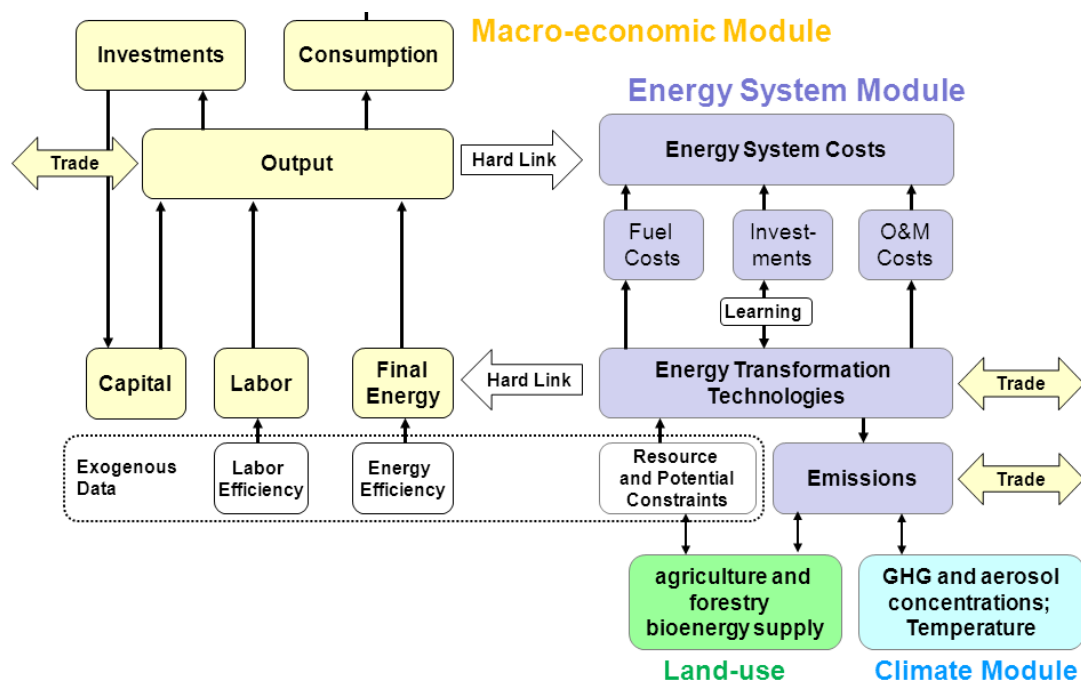 Macro-economic Module
Investments
Consumption
Energy System Module
Trade
Output
Hard Link
Energy System Costs
Fuel
Costs
Invest-
ments
O&M
Costs
Learning
Capital
Labor
Final
Energy
Hard Link
Energy Transformation
Technologies
Trade
Exogenous
Data
Labor
Efficiency
Energy
Efficiency
Resource
and Potential
Constraints
Emissions
Trade
agriculture and
forestry
bioenergy supply
GHG and aerosol
concentrations;
Temperature
Land-use
Climate Module